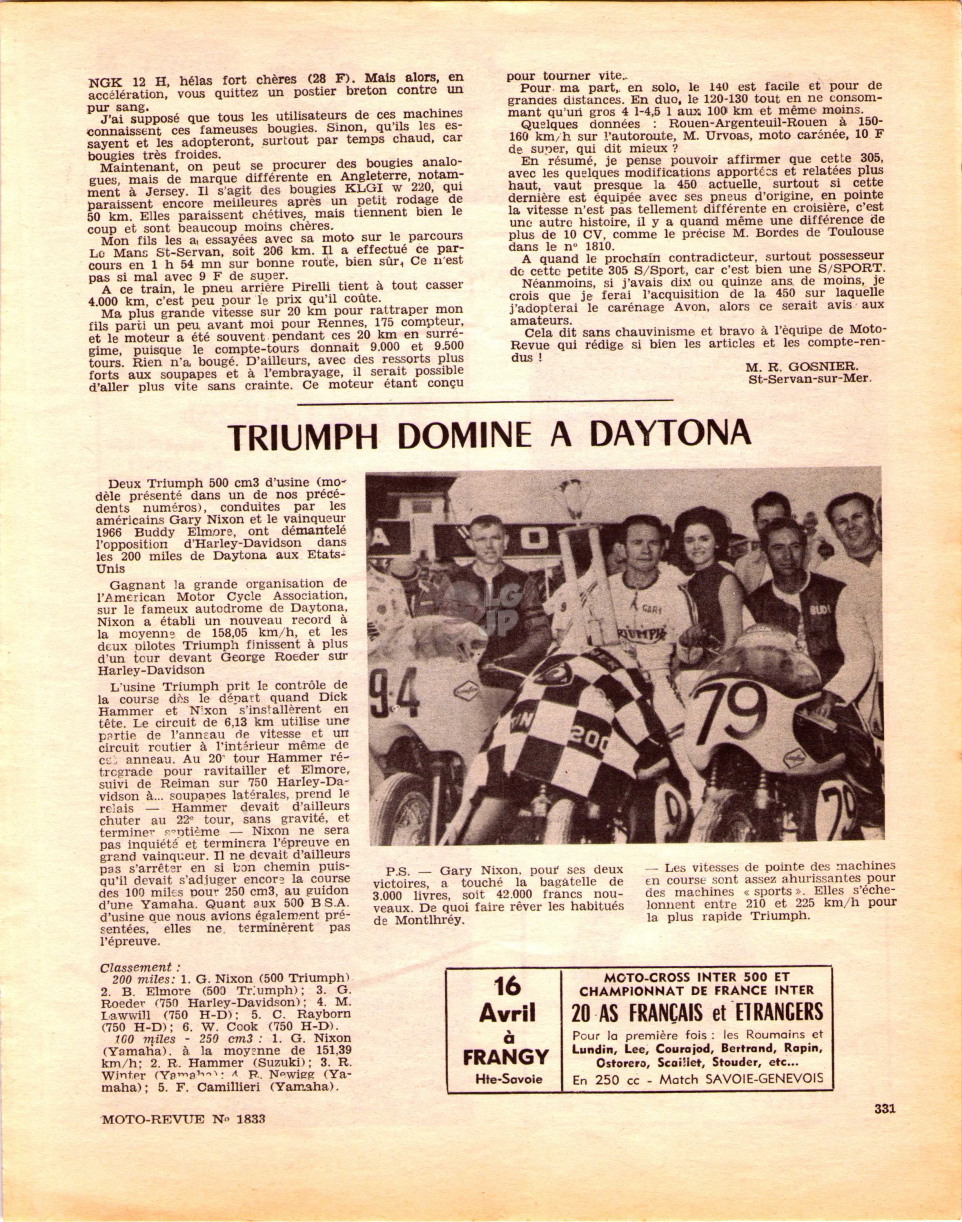 NGK 12 H, hélas fort chères (28 F). Mais alors, en
accélération, vous quittez un postier breton contre un
pur sang.
J'ai supposé que tous les utilisateurs de ces machines
connaissent ces fameuses bougies. Sinon, qu'ils les es-
sayent et les adopteront, surtout par temps chaud, car
bougies très froides.
Maintenant, on peut se procurer des bougies analo-
gues, mais de marque différente en Angleterre, notam-
ment à Jersey. Il s'agit des bougies KLGI w 220, qui
paraissent encore meilleures après un petit rodage de
50 km. Elles paraissent chétives, mais tiennent bien le
coup et sont beaucoup moins chères.
Mon fils les a essayées avec sa moto sur le parcours
Le Mans St-Servan, soit 206 km. Il a effectué ce par-
cours en 1 h 54 mn sur bonne route, bien sûr. Ce n'est
pas si mal avec 9 F de super.
A ce train, le pneu arrière Pirelli tient à tout casser
4.000 km, c'est peu pour le prix qu'il coûte.
Ma plus grande vitesse sur 20 km pour rattraper mon
fils parti un peu avant moi pour Rennes, 175 compteur,
et le moteur a été souvent pendant ces 20 km en surré-
gime, puisque le compte-tours donnait 9.000 et 9.500
tours. Rien n'a bougé. D'ailleurs, avec des ressorts plus
forts aux soupapes et à l'embrayage, il serait possible
d'aller plus vite sans crainte. Ce moteur étant conçu
pour tourner vite.
Pour ma part, en solo, le 140 est facile et pour de
grandes distances. En duo, le 120-130 tout en ne consom-
mant qu'un gros 4 l-4,5 l aux 100 km et même moins.
Quelques données : Rouen-Argenteuil-Rouen à 150-
160 km/h sur l'autoroute, M. Urvoas, moto carénée, 10 F
de super, qui dit mieux ?
En résumé, je pense pouvoir affirmer que cette 305,
avec les quelques modifications apportées et relatées plus
haut, vaut presque la 450 actuelle, surtout si cette
dernière est équipée avec ses pneus d'origine, en pointe
la vitesse n'est pas tellement différente en croisière, c'est
une autre histoire, il y a quand même une différence de
plus de 10 CV, comme le précise M. Bordes de Toulouse
dans le n° 1810.
A quand le prochain contradicteur, surtout possesseur
de cette petite 305 S/Sport, car c'est bien une S/SPORT.
Néanmoins, si j'avais dix ou quinze ans de moins, je
crois que je ferai l'acquisition de la 450 sur laquelle
j'adopterai le carénage Avon, alors ce serait avis aux
amateurs.
Cela dit sans chauvinisme et bravo à l'équipe de Moto-
Revue qui rédige si bien les articles et les compte-ren-
dus !
M. R. GOSNIER.
St-Servan-sur-Mer.
TRIUMPH DOMINE A DAYTONA
Deux Triumph 500 cm3 d'usine (mo-
dèle présenté dans un de nos précé-
dents numéros), conduites par les
américains Gary Nixon et le vainqueur
1966 Buddy Elmore, ont démantelé
l'opposition d'Harley-Davidson dans
les 200 miles de Daytona aux Etats-
Unis
Gagnant la grande organisation de
l'American Motor Cycle Association,
sur le fameux autodrome de Daytona,
Nixon a établi un nouveau record à
la moyenne de 158,05 km/h, et les
deux pilotes Triumph finissent à plus
d'un tour devant George Roeder sur
Harley-Davidson
L'usine Triumph prit le contrôle de
la course dès le départ quand Dick
Hammer et Nixon s'installèrent en
tête. Le circuit de 6,13 km utilise une
partie de l'anneau de vitesse et un
circuit routier à l'intérieur même de
cet anneau. Au 20e tour Hammer ré-
trograde pour ravitailler et Elmore,
suivi de Reiman sur 750 Harley-Da-
vidson à... soupapes latérales, prend le
relais — Hammer devait d'ailleurs
chuter au 22e tour, sans gravité, et
terminer septième — Nixon ne sera
pas inquiété et terminera l'épreuve en
grand vainqueur. Il ne devait d'ailleurs
pas s'arrêter en si bon chemin puis-
qu'il devait s'adjuger encore la course
des 100 miles pour 250 cm3, au guidon
d'une Yamaha. Quant aux 500 B.S.A.
d'usine que nous avions également pré-
sentées, elles ne terminèrent pas
l'épreuve.
Classement :
200 miles : 1. G. Nixon (500 Triumph)
2. B. Elmore (500 Triumph) ; 3. G.
Roeder (750 Harley-Davidson) ; 4. M.
Lawwill (750 H-D) ; 5. C. Rayborn
(750 H-D) ; 6. W. Cook (750 H-D).
100 miles - 250 cm3 : 1. G. Nixon
(Yamaha), à la moyenne de 151,39
km/h ; 2. R. Hammer (Suzuki) ; 3. R.
Winter (Yamaha) ; 4 R. Newigg (Ya-
maha) ; 5. F. Camillieri (Yamaha).
A
V
O
LG
JP
9
GARY
TRIUMPH
BUDD
94
79
200
9
79
P.S. — Gary Nixon, pour ses deux
victoires, a touché la bagatelle de
3.000 livres, soit 42.000 francs nou-
veaux. De quoi faire rêver les habitués
de Montlhréy.
— Les vitesses de pointe des machines
en course sont assez ahurissantes pour
des machines « sports ». Elles s'éche-
lonnent entre 210 et 225 km/h pour
la plus rapide Triumph.
16
Avril
à
FRANGY
Hte-Savoie
MOTO-CROSS INTER 500 ET
CHAMPIONNAT DE FRANCE INTER
20 AS FRANÇAIS et ETRANGERS
Pour la première fois : les Roumains et
Lundin, Lee, Courajod, Bertrand, Rapin,
Ostorero, Scaillet, Stouder, etc...
En 250 cc - Match SAVOIE-GENEVOIS
MOTO-REVUE No 1833
331